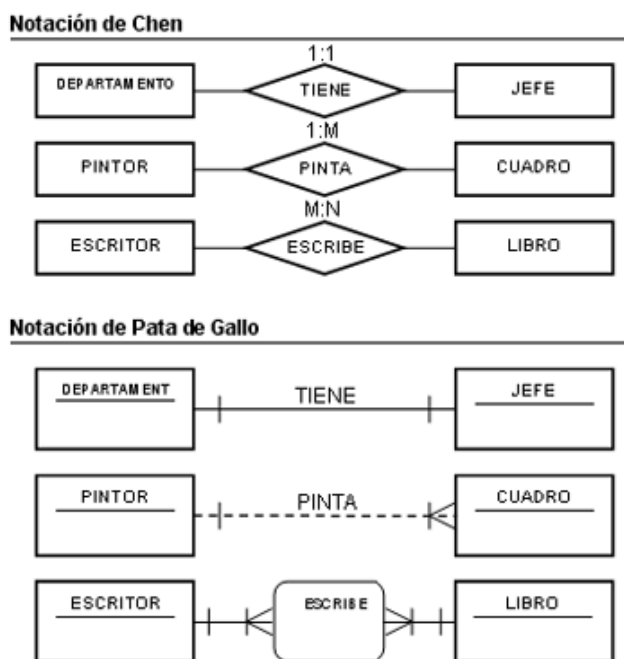 Notación de Chen
1:1
DEPARTAMENTO TIENE JEFE
1:M
PINTOR PINTA CUADRO
M:N
ESCRITOR ESCRIBE LIBRO
Notación de Pata de Gallo
DEPARTAMENT TIENE JEFE
PINTOR PINTA CUADRO
ESCRITOR ESCRIBE LIBRO